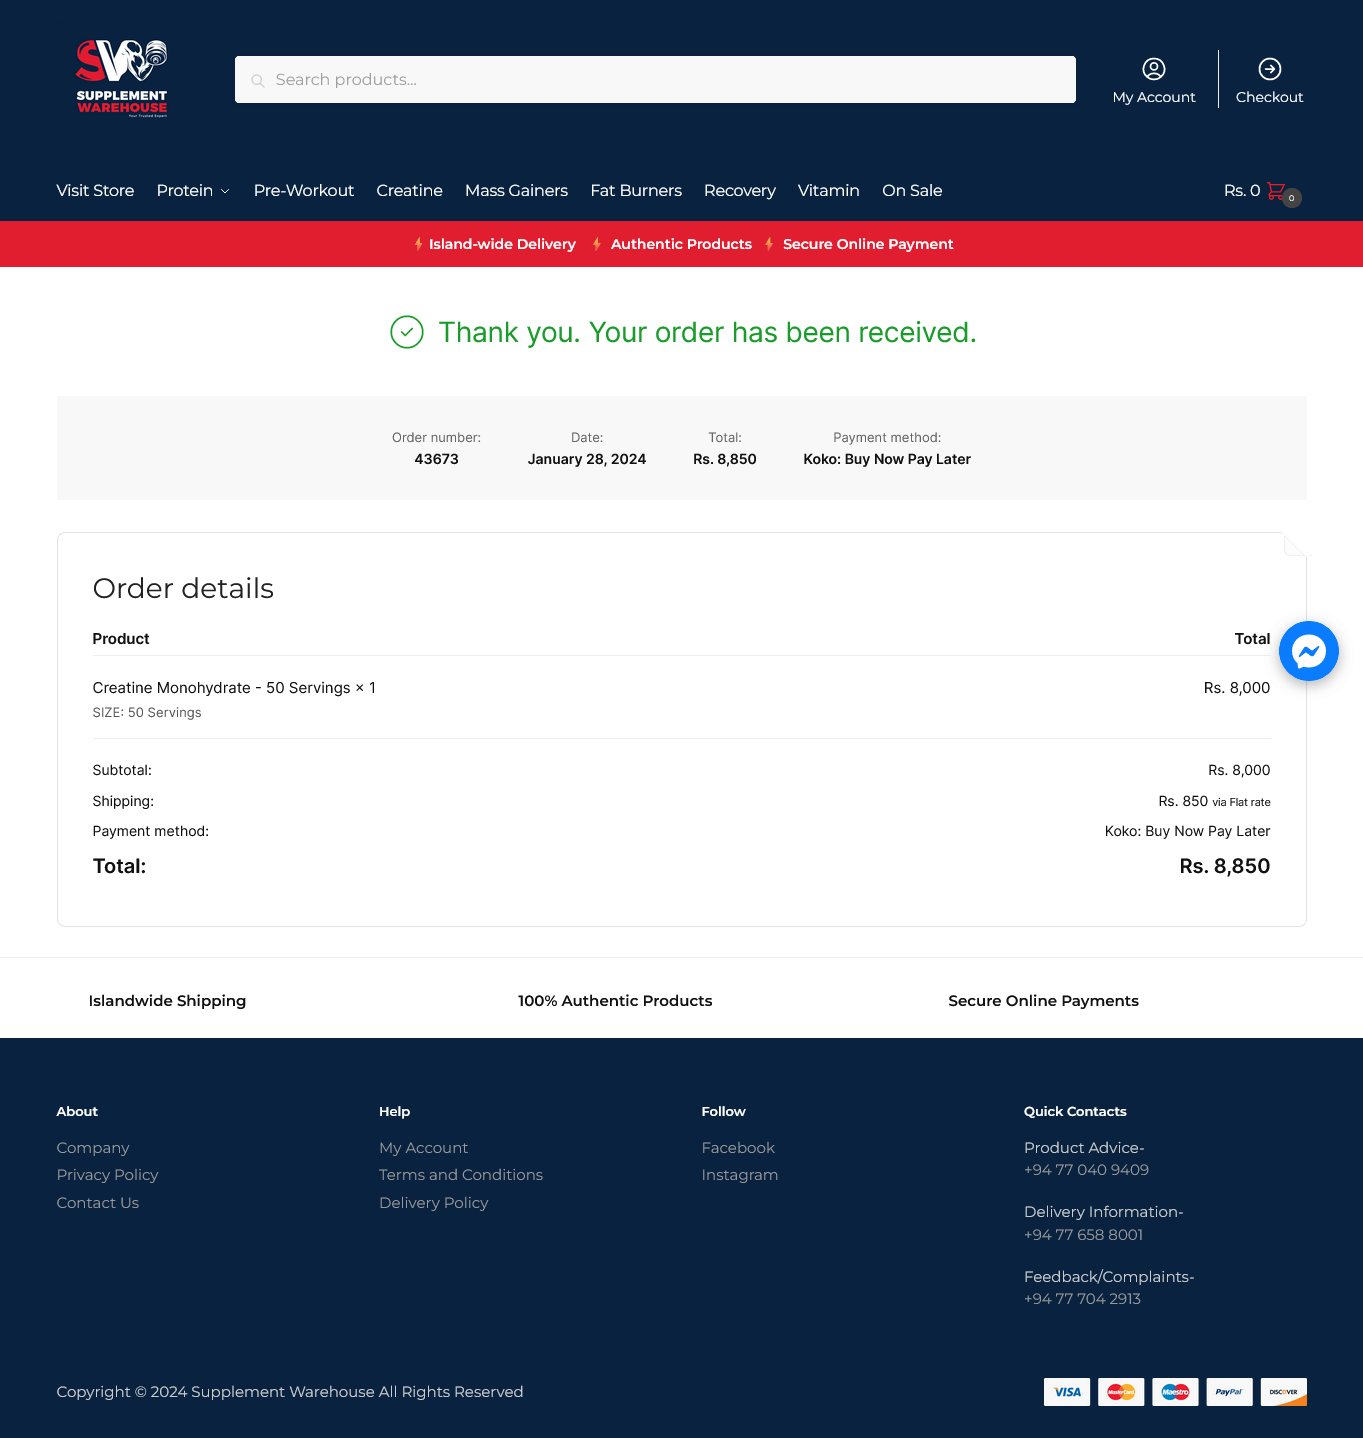 SV
SUPPLEMENT
WAREHOUSE
Your Trusted Expert
Search products...
My Account
Checkout
Visit Store Protein Pre-Workout Creatine Mass Gainers Fat Burners Recovery Vitamin On Sale Rs. 0 0
Island-wide Delivery Authentic Products Secure Online Payment
Thank you. Your order has been received.
Order number: Date: Total: Payment method:
43673 January 28, 2024 Rs. 8,850 Koko: Buy Now Pay Later
Order details
Product Total
Creatine Monohydrate - 50 Servings × 1 Rs. 8,000
SIZE: 50 Servings
Subtotal: Rs. 8,000
Shipping: Rs. 850 via Flat rate
Payment method: Koko: Buy Now Pay Later
Total: Rs. 8,850
Islandwide Shipping 100% Authentic Products Secure Online Payments
About
Company
Privacy Policy
Contact Us
Help
My Account
Terms and Conditions
Delivery Policy
Follow
Facebook
Instagram
Quick Contacts
Product Advice-
+94 77 040 9409
Delivery Information-
+94 77 658 8001
Feedback/Complaints-
+94 77 704 2913
Copyright © 2024 Supplement Warehouse All Rights Reserved
VISA MasterCard Maestro PayPal DISCOVER